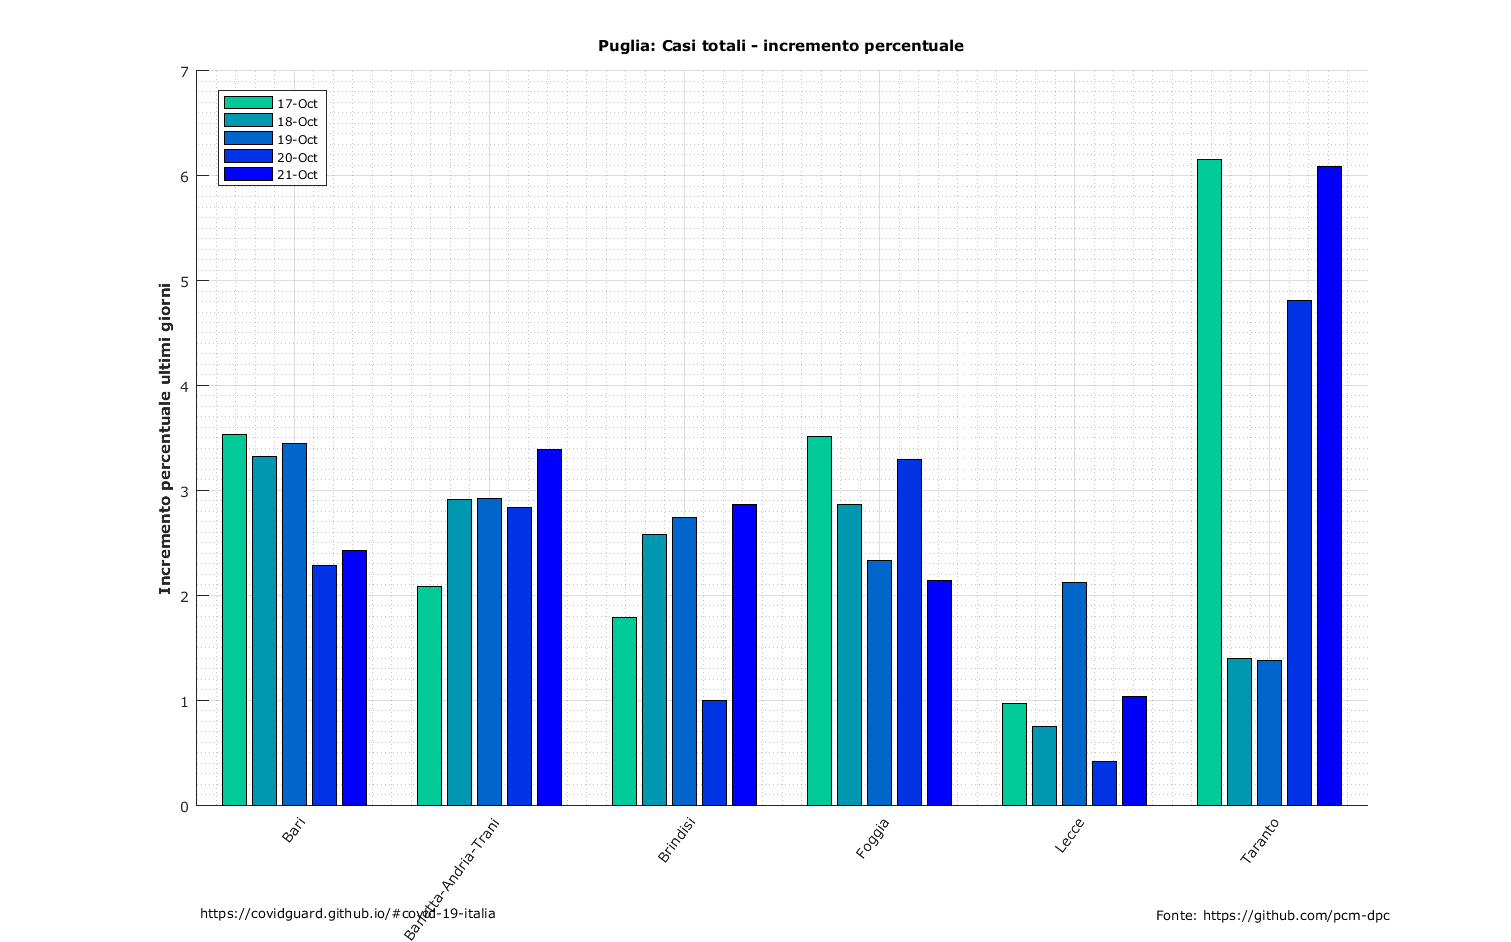 Puglia: Casi totali - incremento percentuale
Incremento percentuale ultimi giorni
7
6
5
4
3
2
1
0
17-Oct
18-Oct
19-Oct
20-Oct
21-Oct
Bari
Barletta-Andria-Trani
Brindisi
Foggia
Lecce
Taranto
https://covidguard.github.io/#covid-19-italia
Fonte: https://github.com/pcm-dpc